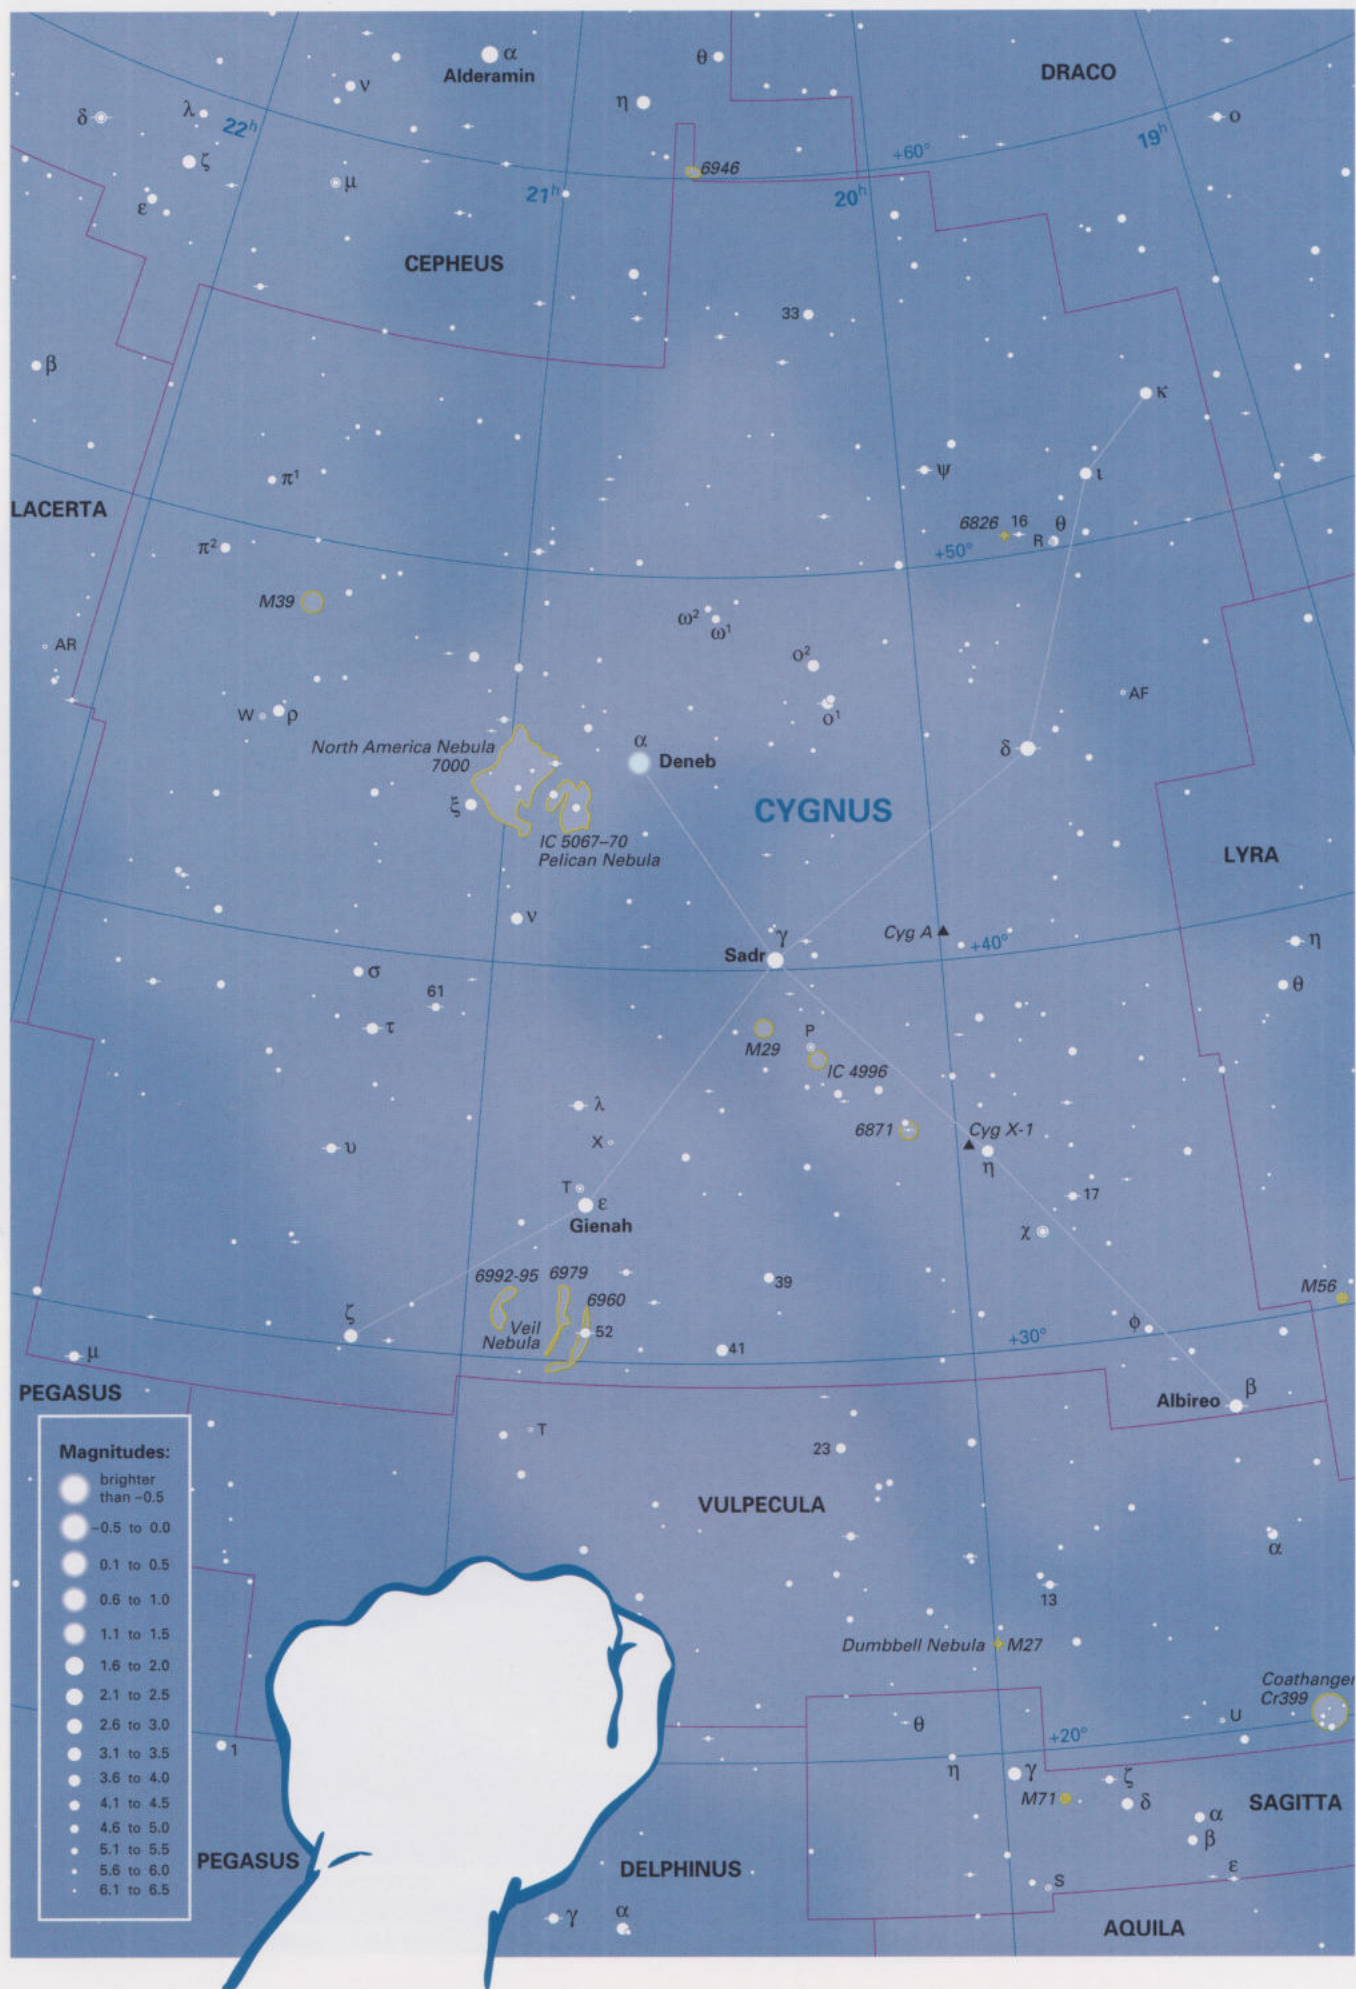 α
Alderamin
θ
DRACO
ν
η
δ
λ
22ʰ
ο
19ʰ
ζ
+60°
6946
μ
21ʰ
20ʰ
ε
CEPHEUS
33
β
κ
π¹
ψ
ι
LACERTA
6826
16
θ
R
π²
+50°
M39
ω²
ω¹
AR
ο²
AF
W
ρ
ο¹
North America Nebula
7000
α
Deneb
δ
ξ
CYGNUS
IC 5067–70
Pelican Nebula
LYRA
ν
γ
Cyg A
+40°
η
Sadr
σ
θ
61
τ
P
M29
IC 4996
λ
6871
Cyg X-1
X
υ
η
T
ε
17
Gienah
χ
6992-95
6979
39
M56
6960
ζ
Veil
Nebula
52
φ
+30°
μ
41
PEGASUS
Albireo
β
T
23
Magnitudes:
brighter
than –0.5
–0.5 to 0.0
0.1 to 0.5
0.6 to 1.0
1.1 to 1.5
1.6 to 2.0
2.1 to 2.5
2.6 to 3.0
3.1 to 3.5
3.6 to 4.0
4.1 to 4.5
4.6 to 5.0
5.1 to 5.5
5.6 to 6.0
6.1 to 6.5
VULPECULA
α
13
Dumbbell Nebula
M27
Coathanger
Cr399
θ
U
1
+20°
η
γ
ζ
M71
δ
SAGITTA
α
β
PEGASUS
DELPHINUS
ε
S
γ
α
AQUILA